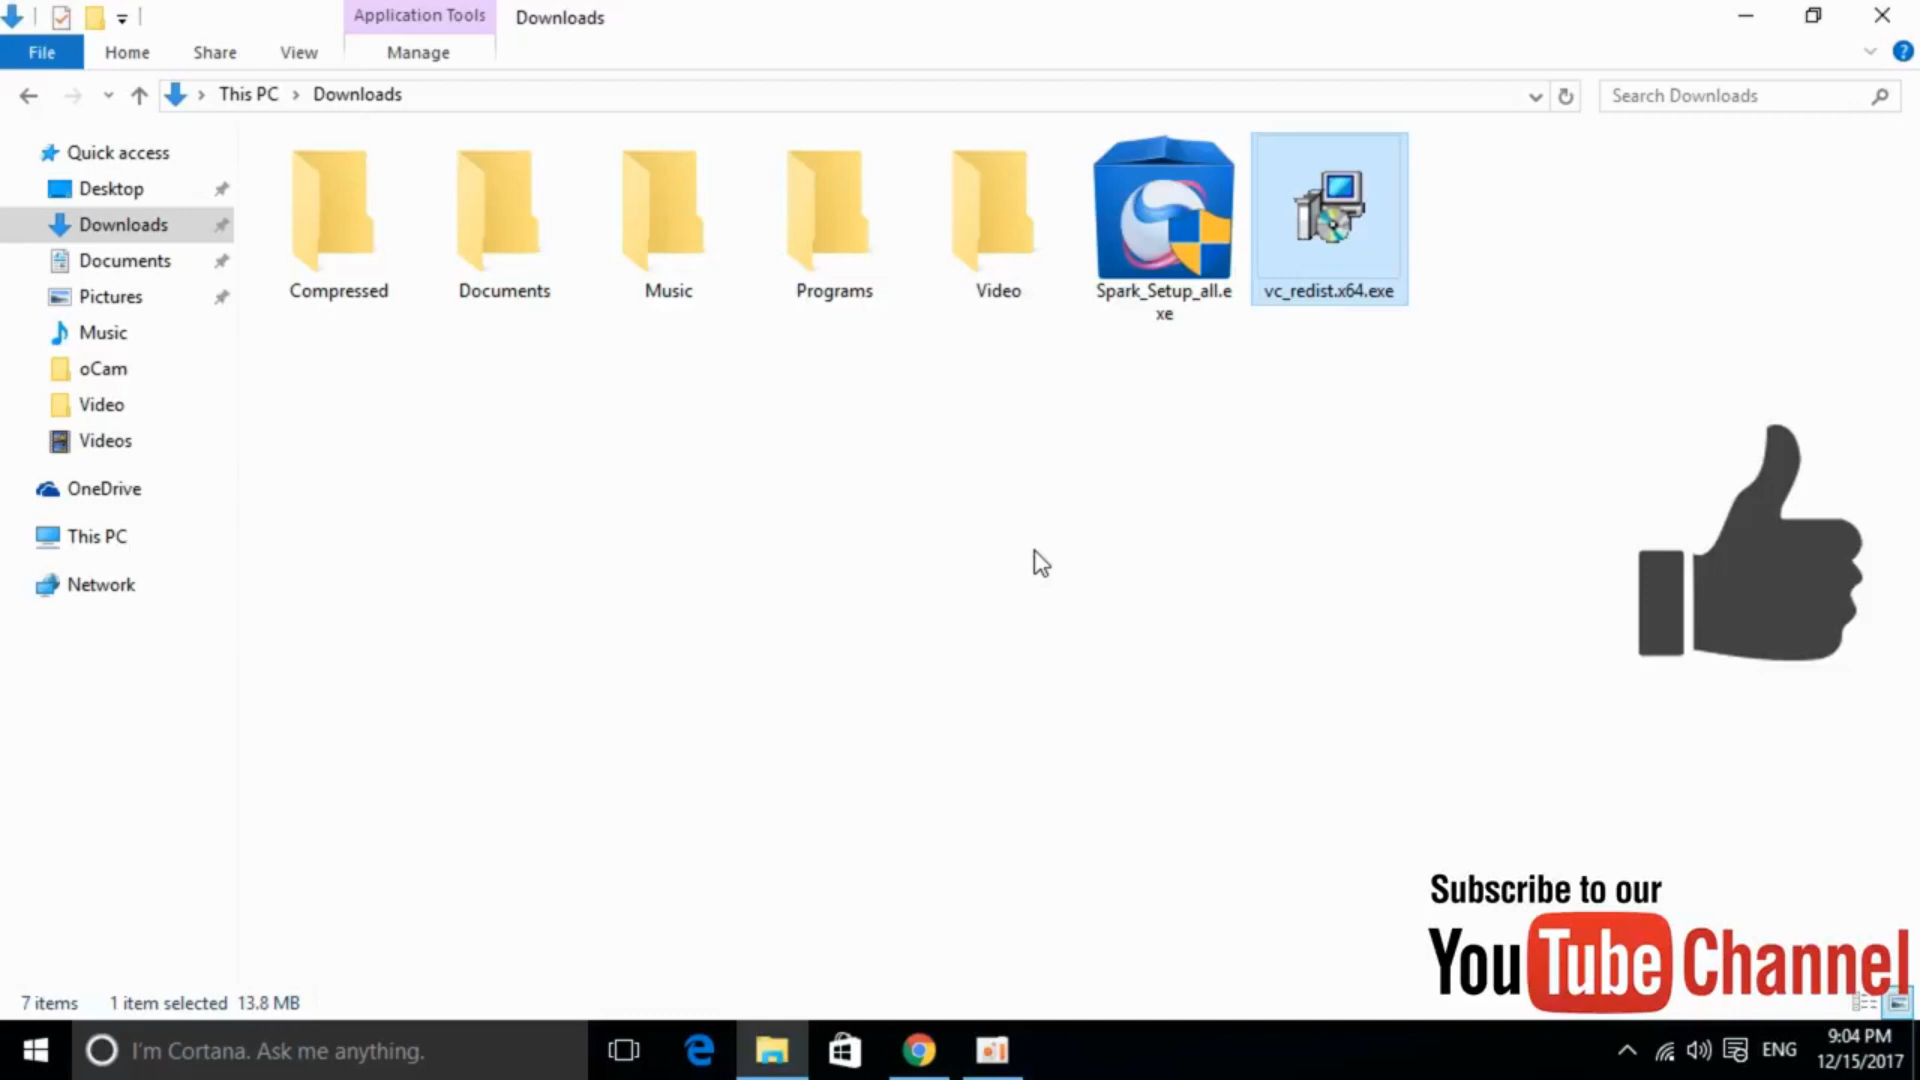 Application Tools
Downloads
File
Home
Share
View
Manage
?
This PC
Downloads
Search Downloads
Quick access
Desktop
Downloads
Documents
Pictures
Music
oCam
Video
Videos
OneDrive
This PC
Network
Compressed
Documents
Music
Programs
Video
Spark_Setup_all.e
xe
vc_redist.x64.exe
Subscribe to our
YouTube Channel
7 items
1 item selected 13.8 MB
I'm Cortana. Ask me anything.
ENG
9:04 PM
12/15/2017